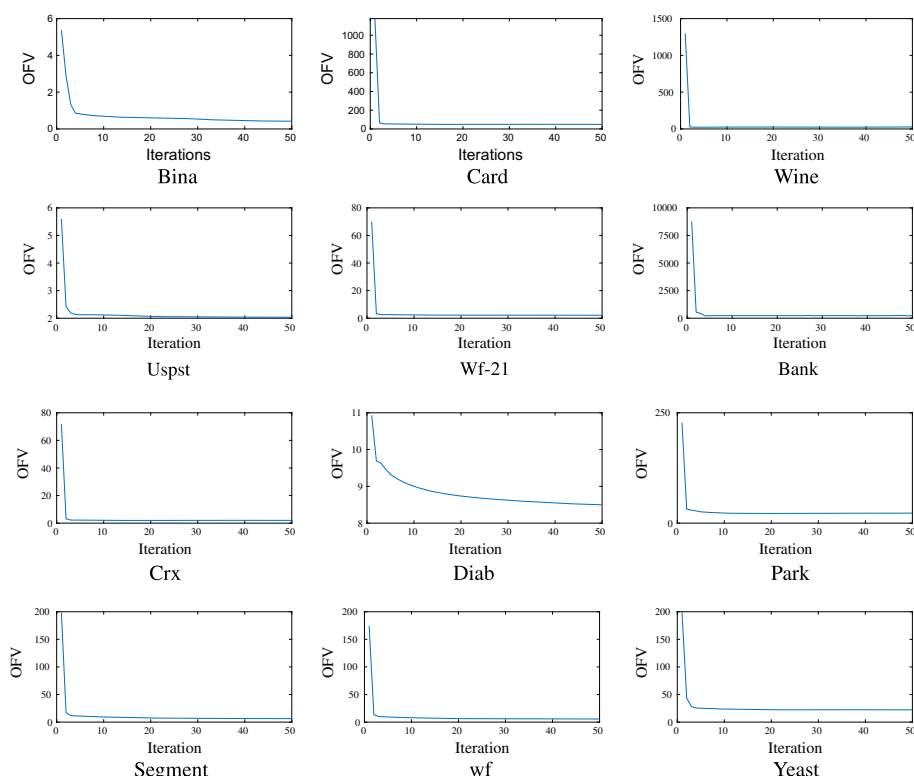 6
4
2
0
OFV
0 10 20 30 40 50
Iterations
Bina
1000
800
600
400
200
0
OFV
0 10 20 30 40 50
Iterations
Card
1500
1000
500
0
OFV
0 10 20 30 40 50
Iteration
Wine
6
5
4
3
2
OFV
0 10 20 30 40 50
Iteration
Uspst
80
60
40
20
0
OFV
0 10 20 30 40 50
Iteration
Wf-21
10000
7500
5000
2500
0
OFV
0 10 20 30 40 50
Iteration
Bank
80
60
40
20
0
OFV
0 10 20 30 40 50
Iteration
Crx
11
10
9
8
OFV
0 10 20 30 40 50
Iteration
Diab
250
0
OFV
0 10 20 30 40 50
Iteration
Park
200
150
100
50
0
OFV
0 10 20 30 40 50
Iteration
Segment
200
150
100
50
0
OFV
0 10 20 30 40 50
Iteration
wf
200
150
100
50
0
OFV
0 10 20 30 40 50
Iteration
Yeast